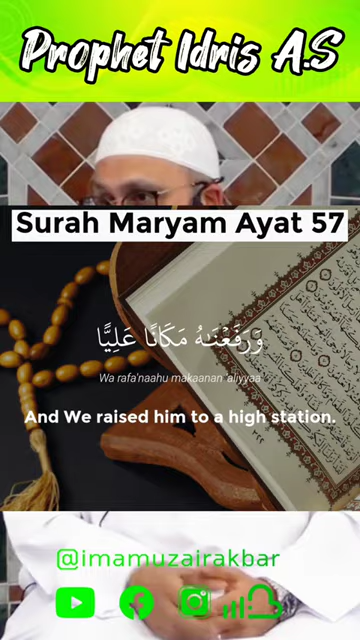 Prophet Idris A.S
Surah Maryam Ayat 57
وَرَفَعْنَٰهُ مَكَانًا عَلِيًّا
Wa rafa'naahu makaanan 'aliyyaa
And We raised him to a high station.
@imamuzairakbar